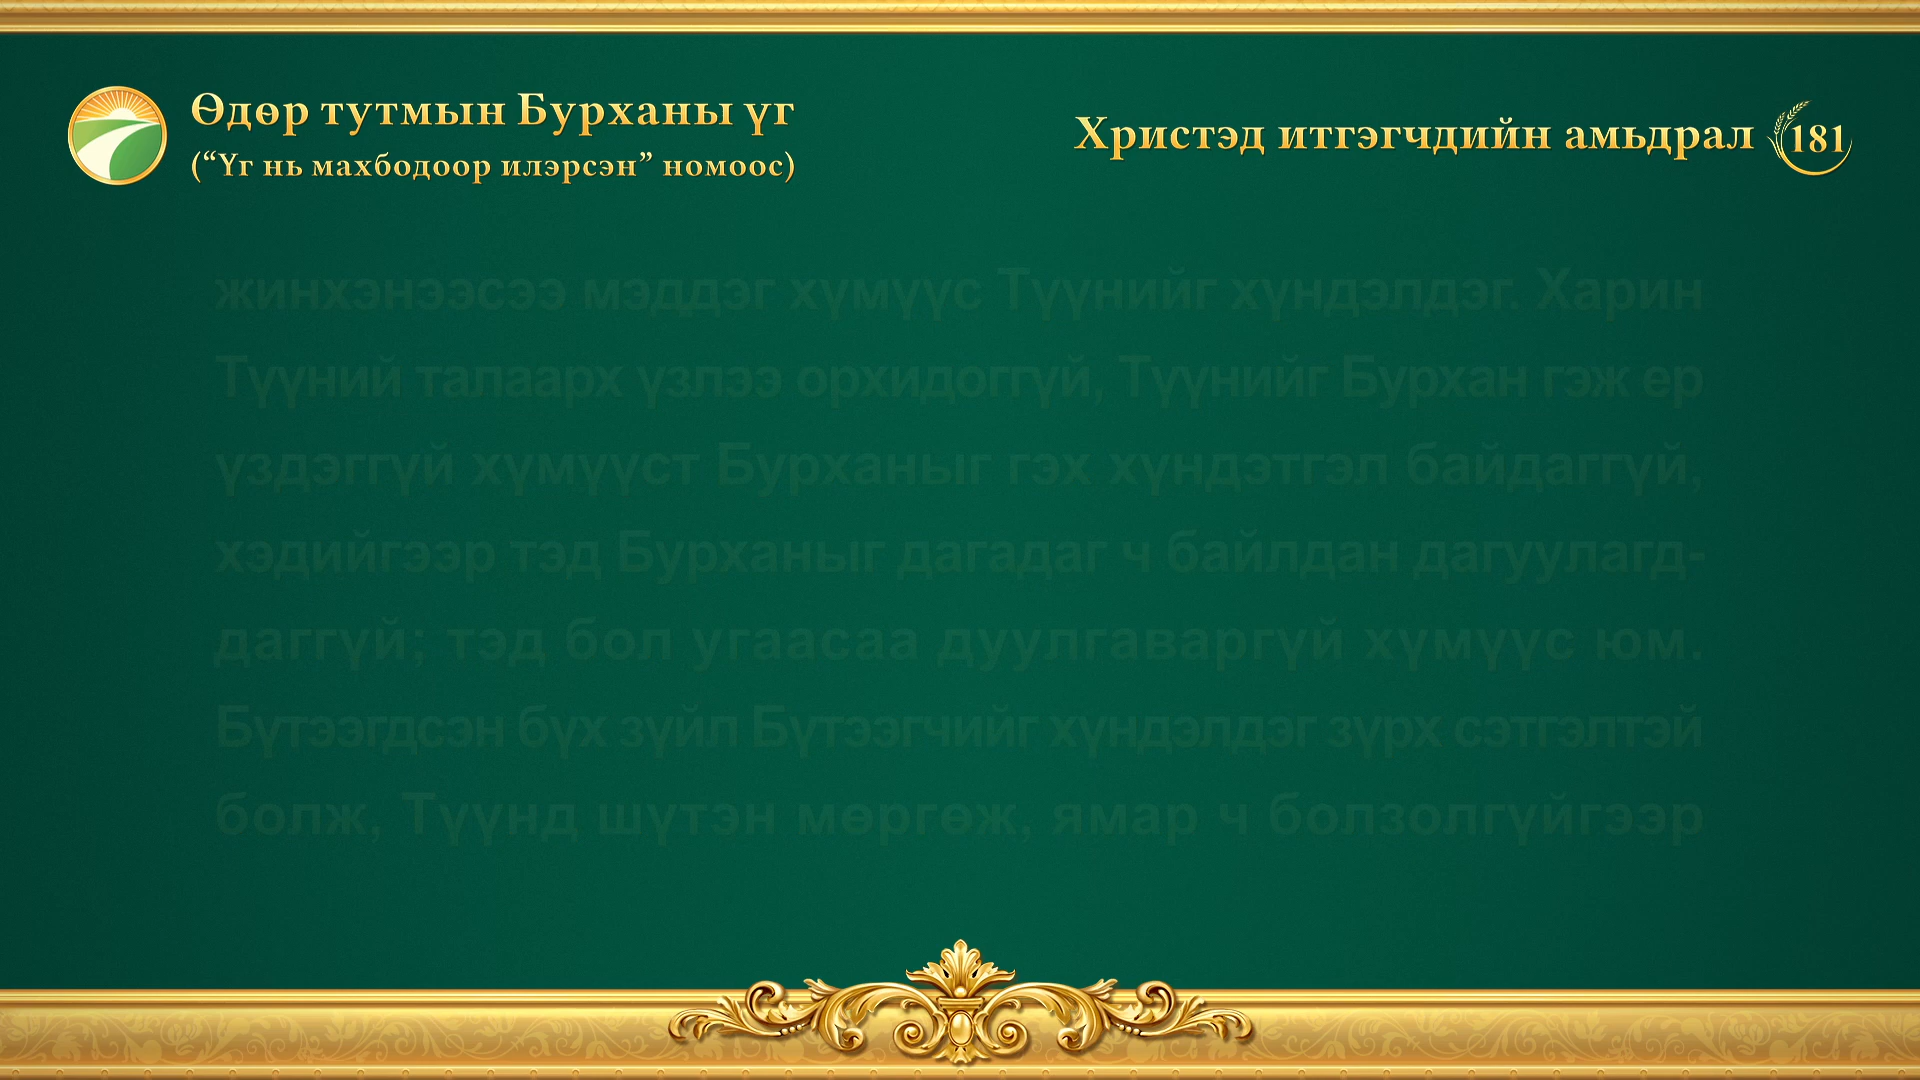 Өдөр тутмын Бурханы үг
(“Үг нь махбодоор илэрсэн” номоос)
Христэд итгэгчдийн амьдрал 181
жинхэнээсээ мэддэг хүмүүс Түүнийг хүндэлдэг. Харин
Түүний талаарх үзлээ орхидоггүй, Түүнийг Бурхан гэж ер
үздэггүй хүмүүст Бурханыг гэх хүндэтгэл байдаггүй,
хэдийгээр тэд Бурханыг дагадаг ч байлдан дагуулагд-
даггүй; тэд бол угаасаа дуулгаваргүй хүмүүс юм.
Бүтээгдсэн бүх зүйл Бүтээгчийг хүндэлдэг зүрх сэтгэлтэй
болж, Түүнд шүтэн мөргөж, ямар ч болзолгүйгээр